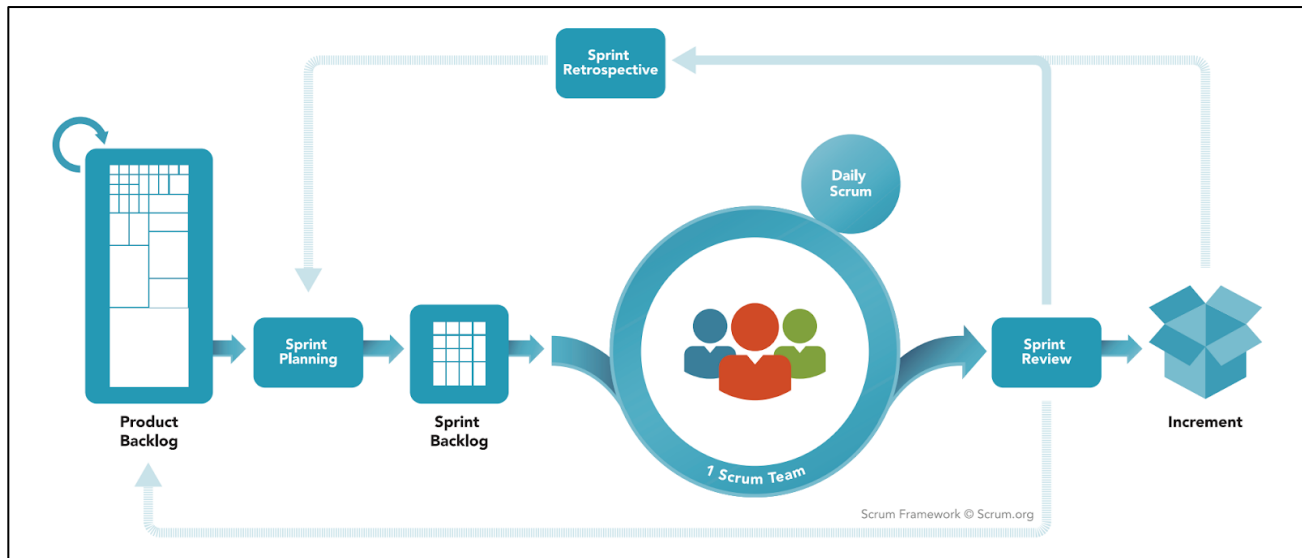 Sprint
Retrospective
Daily
Scrum
Sprint
Planning
Sprint
Review
Product
Backlog
Sprint
Backlog
Increment
1 Scrum Team
Scrum Framework © Scrum.org